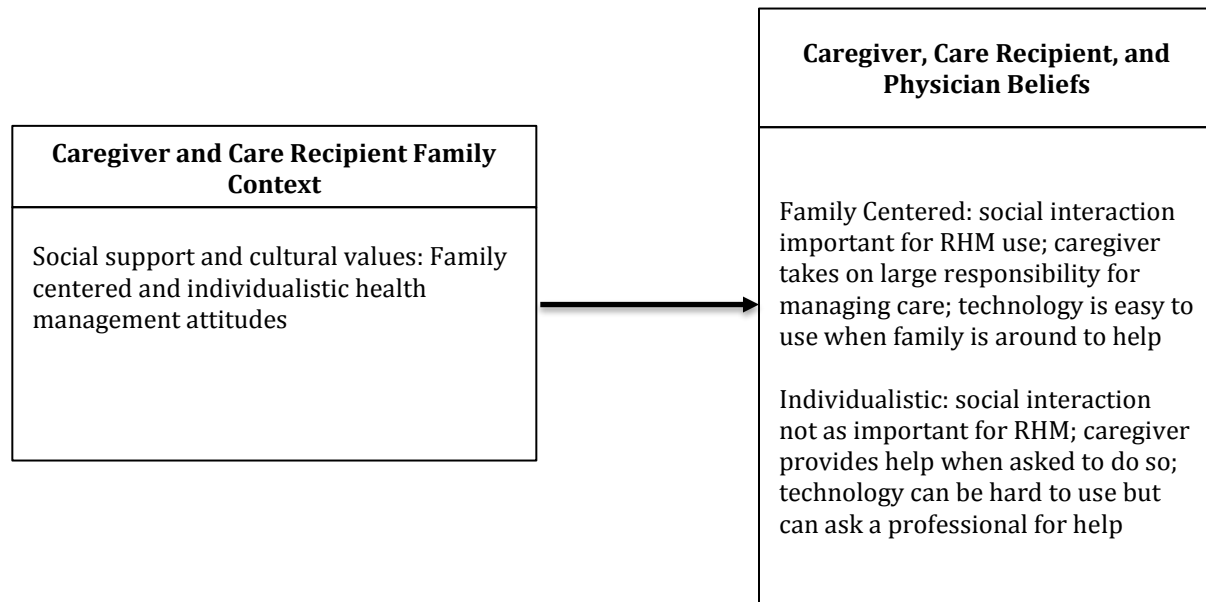 Caregiver and Care Recipient Family
Context
Social support and cultural values: Family
centered and individualistic health
management attitudes
Caregiver, Care Recipient, and
Physician Beliefs
Family Centered: social interaction
important for RHM use; caregiver
takes on large responsibility for
managing care; technology is easy to
use when family is around to help
Individualistic: social interaction
not as important for RHM; caregiver
provides help when asked to do so;
technology can be hard to use but
can ask a professional for help